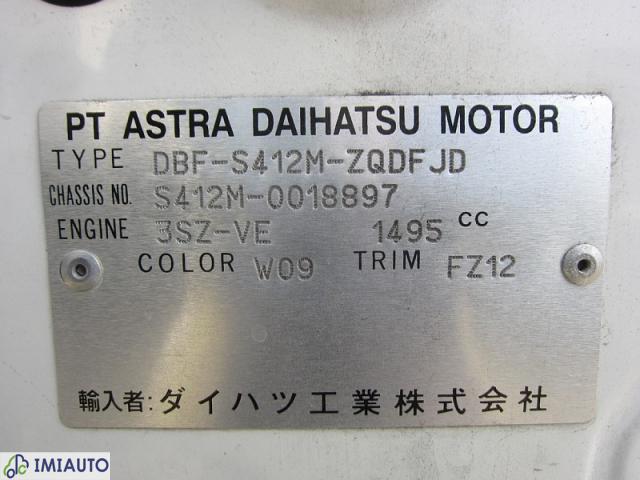 PT ASTRA DAIHATSU MOTOR
TYPE DBF-S412M-ZQDFJD
CHASSIS NO. S412M-0018897
ENGINE 3SZ-VE 1495 CC
COLOR W09 TRIM FZ12
輸入者:ダイハツ工業株式会社
IMIAUTO